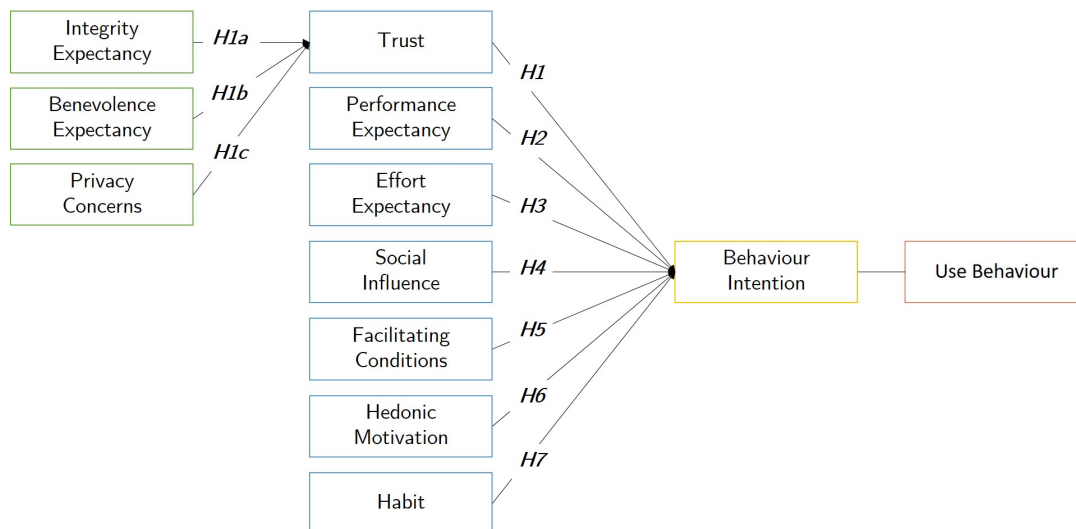 Integrity
Expectancy
H1a
Trust
H1
Benevolence
Expectancy
H1b
Performance
Expectancy
H2
H1c
Privacy
Concerns
Effort
Expectancy
H3
Social
Influence
H4
Behaviour
Intention
Use Behaviour
Facilitating
Conditions
H5
Hedonic
Motivation
H6
H7
Habit